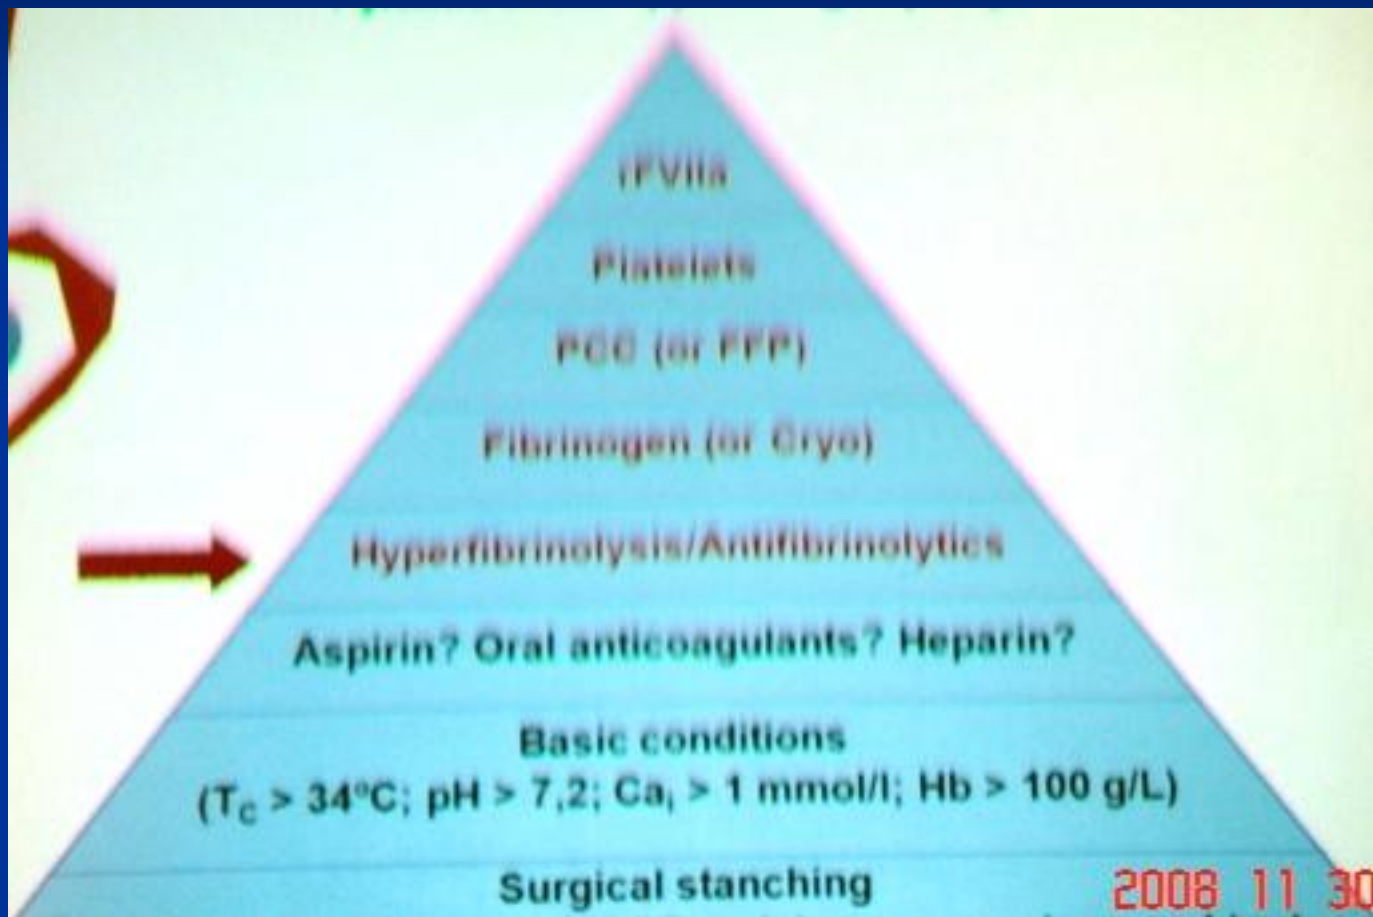 rFVIIa
Platelets
PCC (or FFP)
Fibrinogen (or Cryo)
Hyperfibrinolysis/Antifibrinolytics
Aspirin? Oral anticoagulants? Heparin?
Basic conditions
(Tc > 34°C; pH > 7,2; Cai > 1 mmol/l; Hb > 100 g/L)
Surgical stanching
2008 11 30